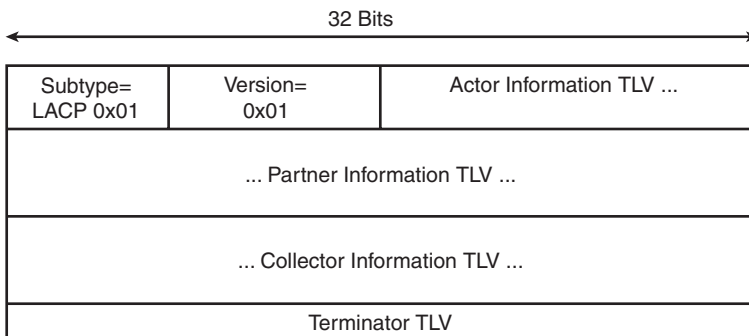 32 Bits
Subtype=
LACP 0x01
Version=
0x01
Actor Information TLV ...
... Partner Information TLV ...
... Collector Information TLV ...
Terminator TLV